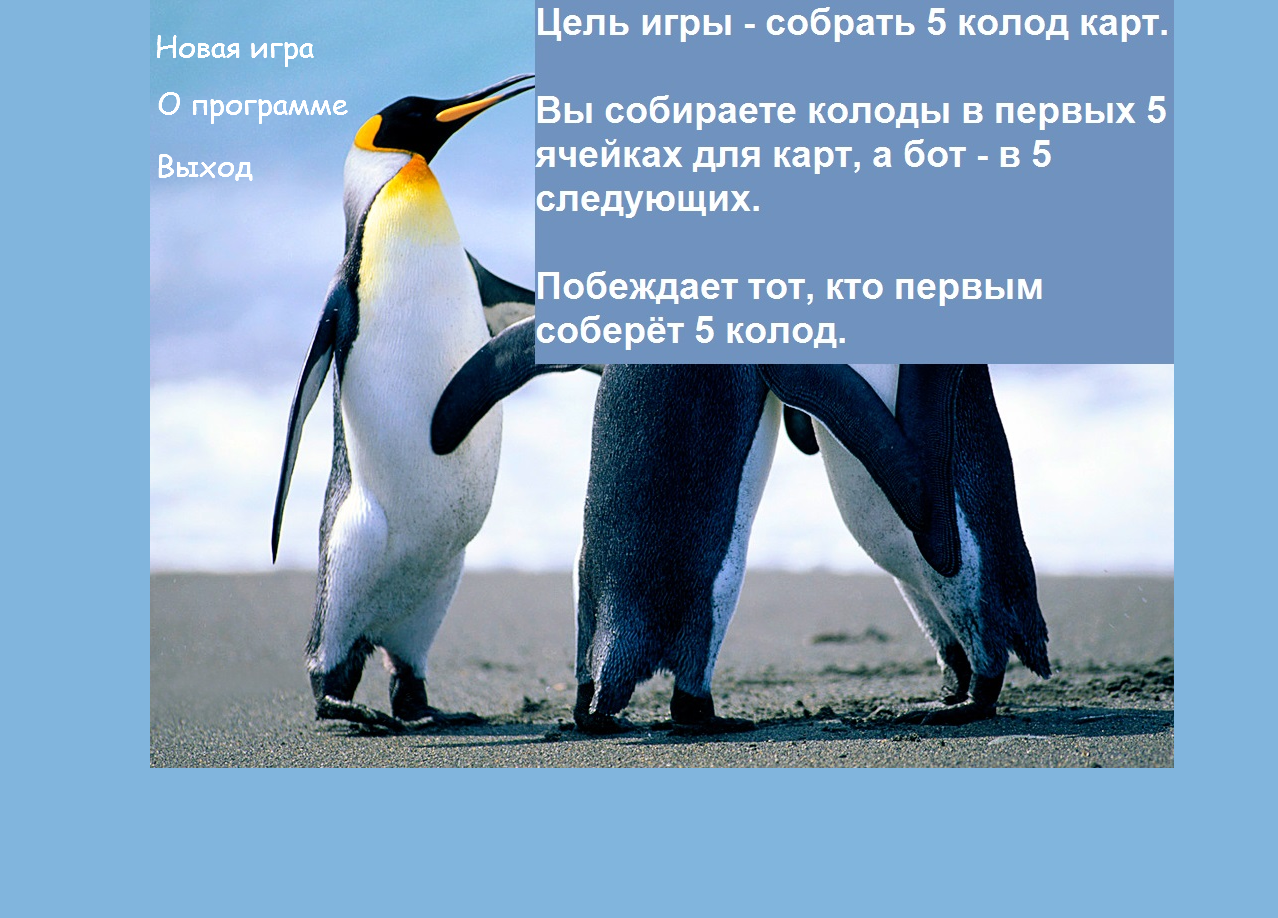 Новая игра
О программе
Выход
Цель игры - собрать 5 колод карт.
Вы собираете колоды в первых 5
ячейках для карт, а бот - в 5
следующих.
Побеждает тот, кто первым
соберёт 5 колод.